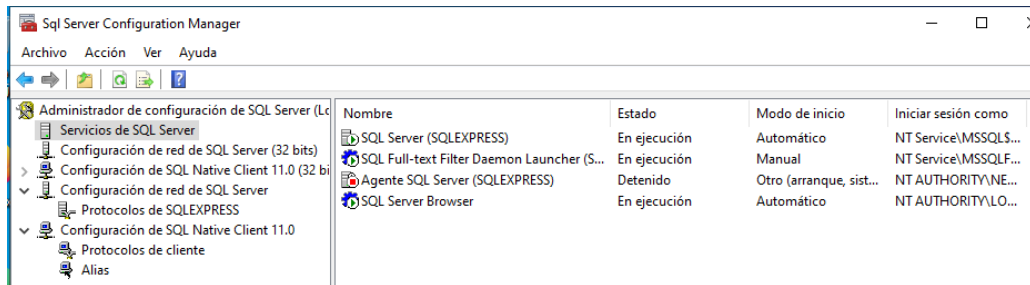 Sql Server Configuration Manager
Archivo Acción Ver Ayuda
Administrador de configuración de SQL Server (Lc
Servicios de SQL Server
Configuración de red de SQL Server (32 bits)
Configuración de SQL Native Client 11.0 (32 bi
Configuración de red de SQL Server
Protocolos de SQLEXPRESS
Configuración de SQL Native Client 11.0
Protocolos de cliente
Alias
Nombre Estado Modo de inicio Iniciar sesión como
SQL Server (SQLEXPRESS) En ejecución Automático NT Service\MSSQL$...
SQL Full-text Filter Daemon Launcher (S... En ejecución Manual NT Service\MSSQLF...
Agente SQL Server (SQLEXPRESS) Detenido Otro (arranque, sist... NT AUTHORITY\NE...
SQL Server Browser En ejecución Automático NT AUTHORITY\LO...